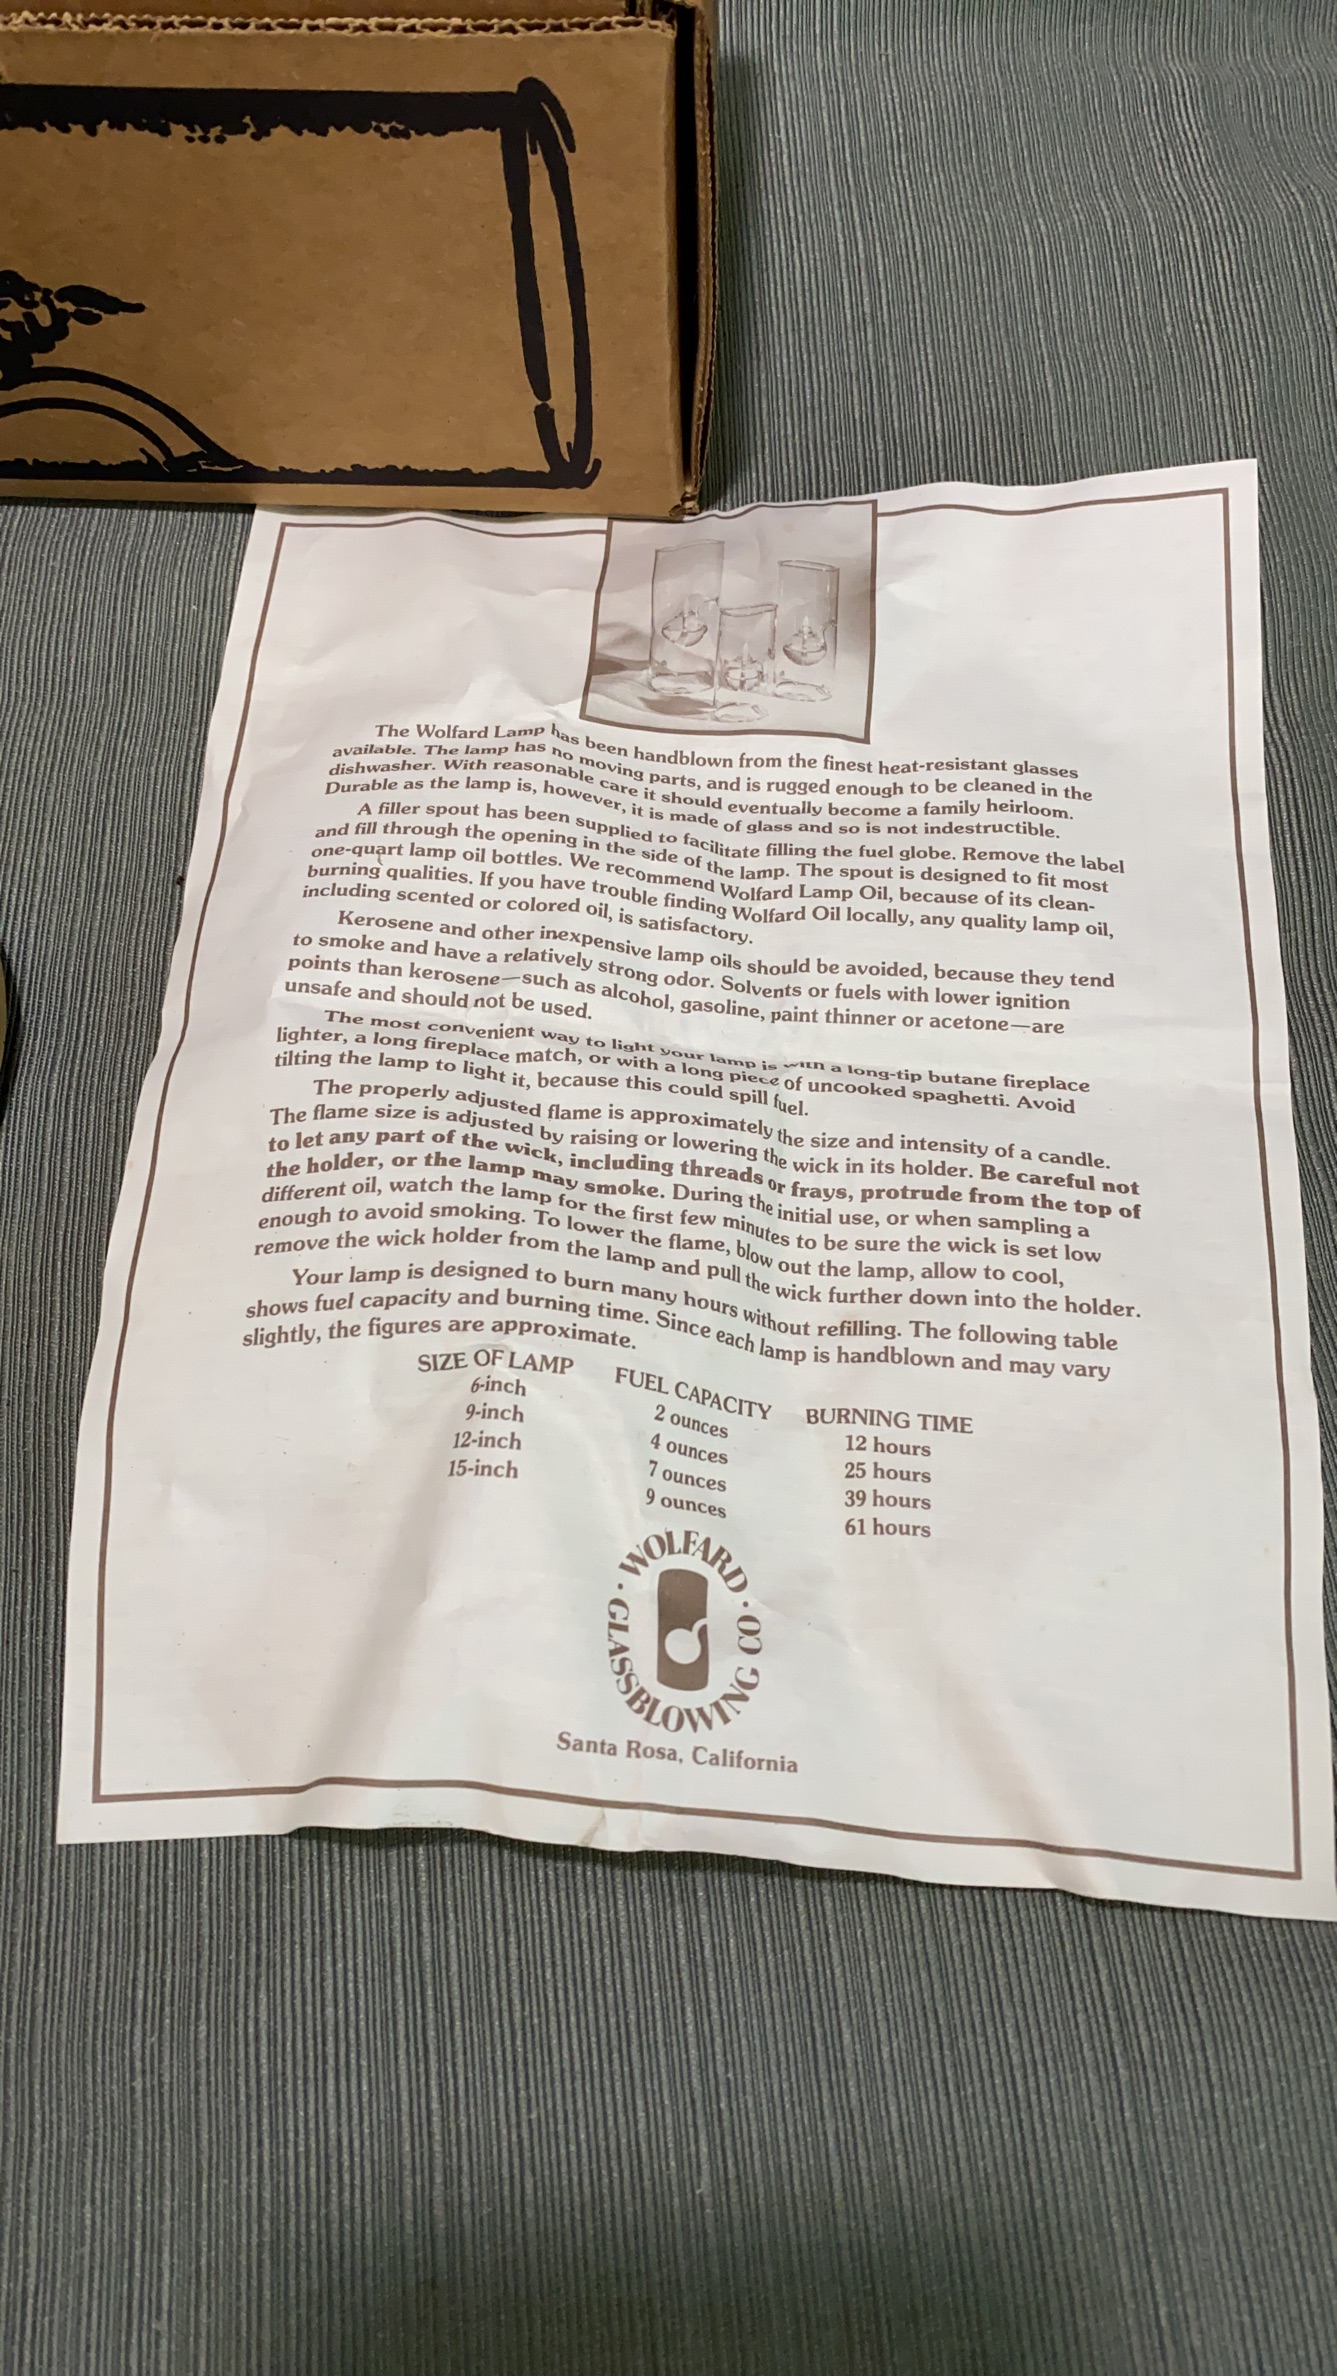 The Wolfard Lamp has been handblown from the finest heat-resistant glasses
available. The lamp has no moving parts, and is rugged enough to be cleaned in the
dishwasher. With reasonable care it should eventually become a family heirloom.
Durable as the lamp is, however, it is made of glass and so is not indestructible.
A filler spout has been supplied to facilitate filling the fuel globe. Remove the label
and fill through the opening in the side of the lamp. The spout is designed to fit most
one-quart lamp oil bottles. We recommend Wolfard Lamp Oil, because of its clean-
burning qualities. If you have trouble finding Wolfard Oil locally, any quality lamp oil,
including scented or colored oil, is satisfactory.
Kerosene and other inexpensive lamp oils should be avoided, because they tend
to smoke and have a relatively strong odor. Solvents or fuels with lower ignition
points than kerosene—such as alcohol, gasoline, paint thinner or acetone—are
unsafe and should not be used.
The most convenient way to light your lamp is with a long-tip butane fireplace
lighter, a long fireplace match, or with a long piece of uncooked spaghetti. Avoid
tilting the lamp to light it, because this could spill fuel.
The properly adjusted flame is approximately the size and intensity of a candle.
The flame size is adjusted by raising or lowering the wick in its holder. Be careful not
to let any part of the wick, including threads or frays, protrude from the top of
the holder, or the lamp may smoke. During the initial use, or when sampling a
different oil, watch the lamp for the first few minutes to be sure the wick is set low
enough to avoid smoking. To lower the flame, blow out the lamp, allow to cool,
remove the wick holder from the lamp and pull the wick further down into the holder.
Your lamp is designed to burn many hours without refilling. The following table
shows fuel capacity and burning time. Since each lamp is handblown and may vary
slightly, the figures are approximate.
SIZE OF LAMP FUEL CAPACITY BURNING TIME
6-inch 2 ounces 12 hours
9-inch 4 ounces 25 hours
12-inch 7 ounces 39 hours
15-inch 9 ounces 61 hours
WOLFARD · GLASSBLOWING CO ·
Santa Rosa, California